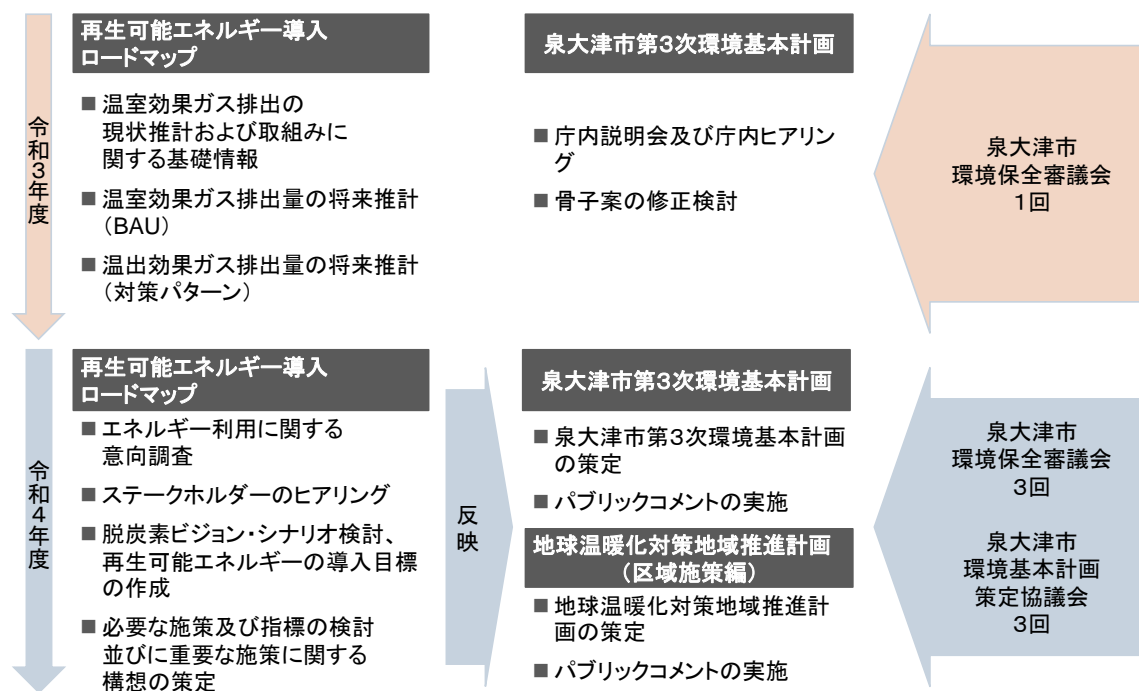 令和3年度
再生可能エネルギー導入
ロードマップ
■ 温室効果ガス排出の
現状推計および取組みに
関する基礎情報
■ 温室効果ガス排出量の将来推計
（BAU）
■ 温出効果ガス排出量の将来推計
（対策パターン）
泉大津市第3次環境基本計画
■ 庁内説明会及び庁内ヒアリン
グ
■ 骨子案の修正検討
泉大津市
環境保全審議会
1回
令和4年度
再生可能エネルギー導入
ロードマップ
■ エネルギー利用に関する
意向調査
■ ステークホルダーのヒアリング
■ 脱炭素ビジョン・シナリオ検討、
再生可能エネルギーの導入目標
の作成
■ 必要な施策及び指標の検討
並びに重要な施策に関する
構想の策定
反映
泉大津市第3次環境基本計画
■ 泉大津市第3次環境基本計画
の策定
■ パブリックコメントの実施
地球温暖化対策地域推進計画
（区域施策編）
■ 地球温暖化対策地域推進計
画の策定
■ パブリックコメントの実施
泉大津市
環境保全審議会
3回
泉大津市
環境基本計画
策定協議会
3回